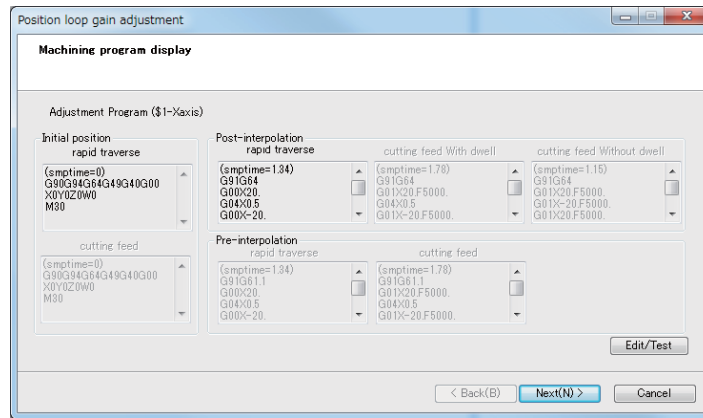 Position loop gain adjustment
Machining program display
Adjustment Program ($1-Xaxis)
Initial position
rapid traverse
(smptime=0)
G90G94G64G49G40G00
X0Y0Z0W0
M30
cutting feed
(smptime=0)
G90G94G64G49G40G00
X0Y0Z0W0
M30
Post-interpolation
rapid traverse
(smptime=1.34)
G91G64
G00X20.
G04X0.5
G00X-20.
cutting feed With dwell
(smptime=1.78)
G91G64
G01X20.F5000.
G04X0.5
G01X-20.F5000.
cutting feed Without dwell
(smptime=1.15)
G91G64
G01X20.F5000.
G01X-20.F5000.
G01X20.F5000.
Pre-interpolation
rapid traverse
(smptime=1.34)
G91G61.1
G00X20.
G04X0.5
G00X-20.
cutting feed
(smptime=1.78)
G91G61.1
G01X20.F5000.
G04X0.5
G01X-20.F5000.
Edit/Test
< Back(B)
Next(N) >
Cancel